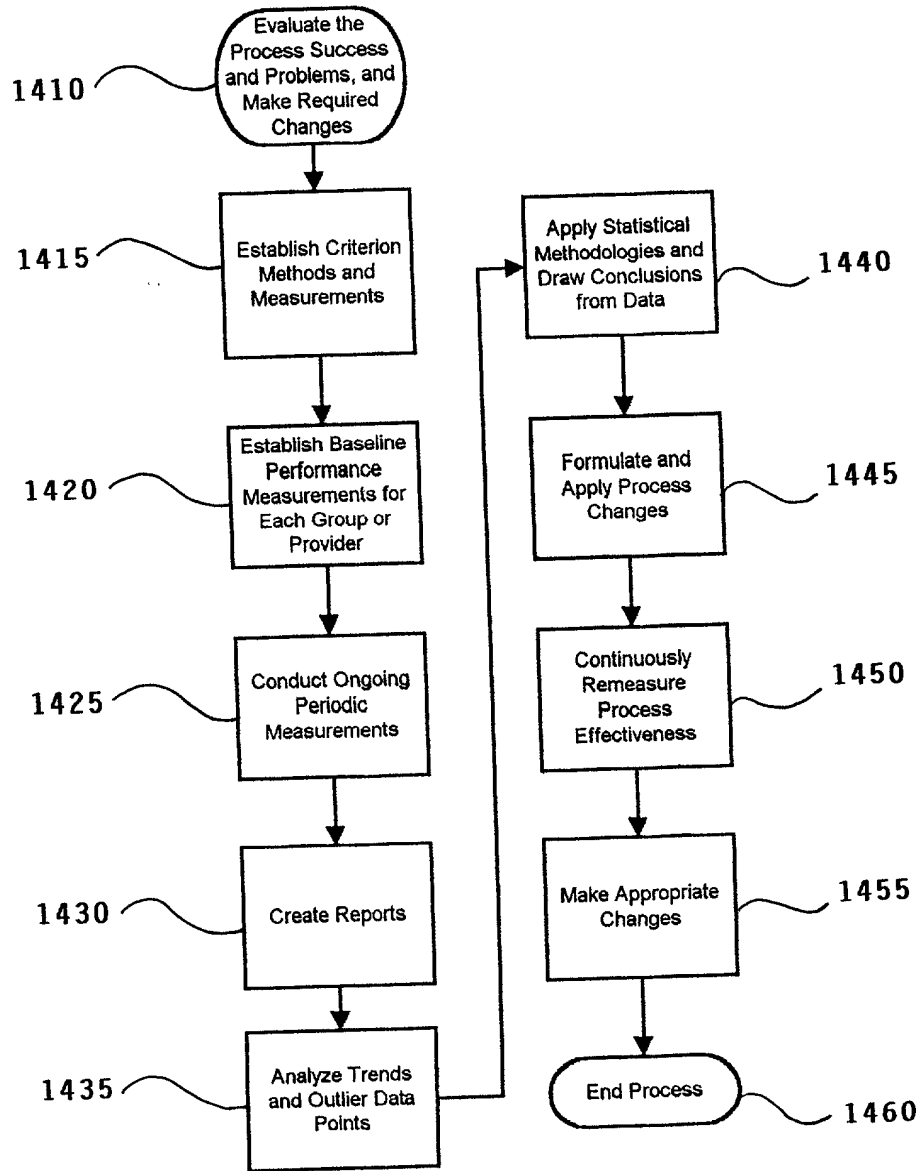 Evaluate the
Process Success
and Problems, and
Make Required
Changes
1410
Establish Criterion
Methods and
Measurements
1415
Establish Baseline
Performance
Measurements for
Each Group or
Provider
1420
Conduct Ongoing
Periodic
Measurements
1425
Create Reports
1430
Analyze Trends
and Outlier Data
Points
1435
Apply Statistical
Methodologies and
Draw Conclusions
from Data
1440
Formulate and
Apply Process
Changes
1445
Continuously
Remeasure
Process
Effectiveness
1450
Make Appropriate
Changes
1455
End Process
1460